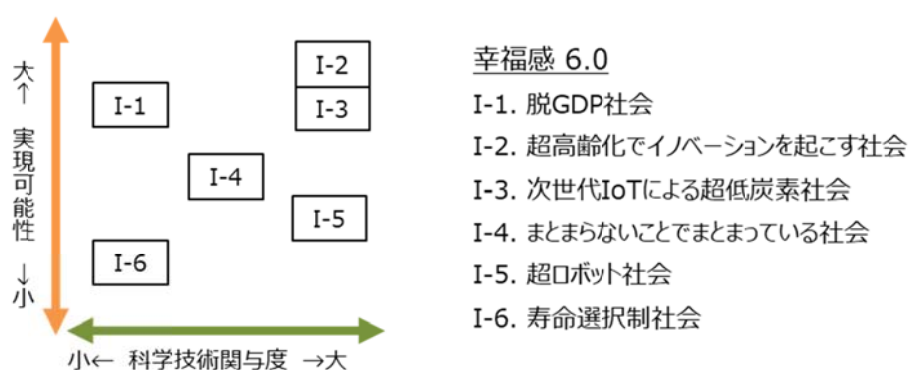 大↑ 実現可能性 ↓小
I-1
I-2
I-3
I-4
I-5
I-6
小← 科学技術関与度 →大
幸福感 6.0
I-1. 脱GDP社会
I-2. 超高齢化でイノベーションを起こす社会
I-3. 次世代IoTによる超低炭素社会
I-4. まとまらないことでまとまっている社会
I-5. 超ロボット社会
I-6. 寿命選択制社会